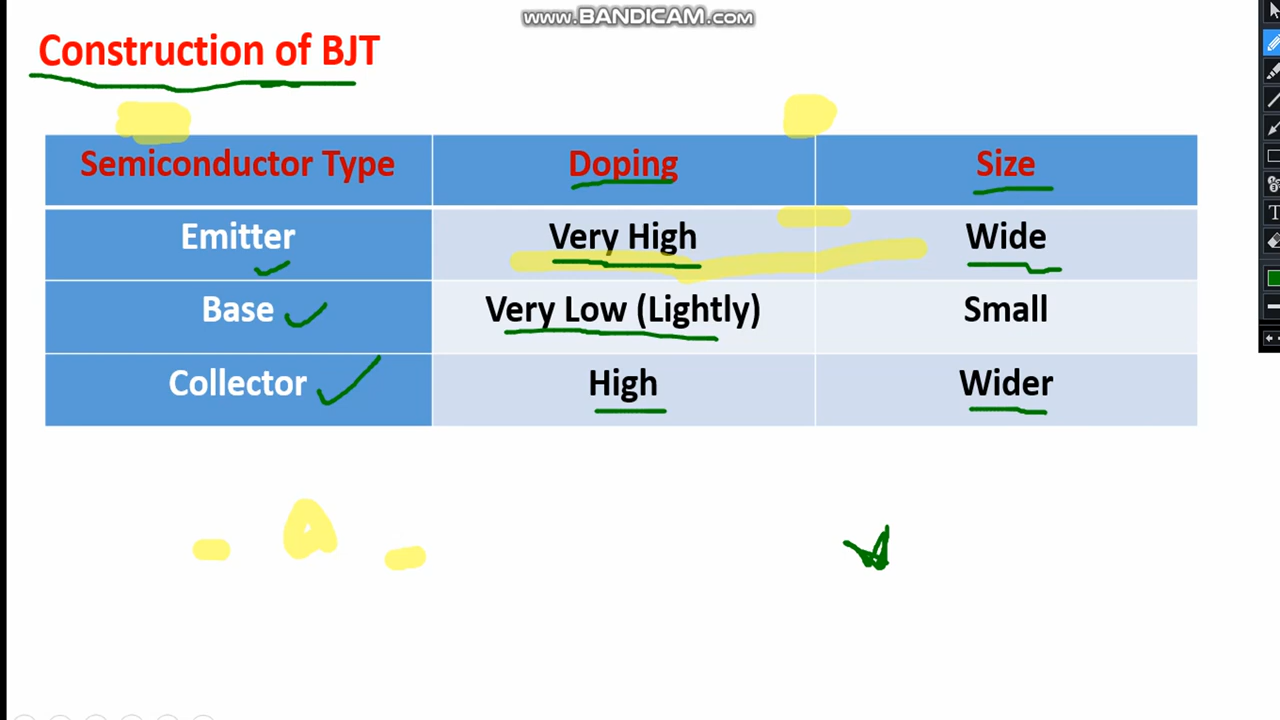 www.BANDICAM.com
Construction of BJT
Semiconductor Type Doping Size
Emitter Very High Wide
Base Very Low (Lightly) Small
Collector High Wider